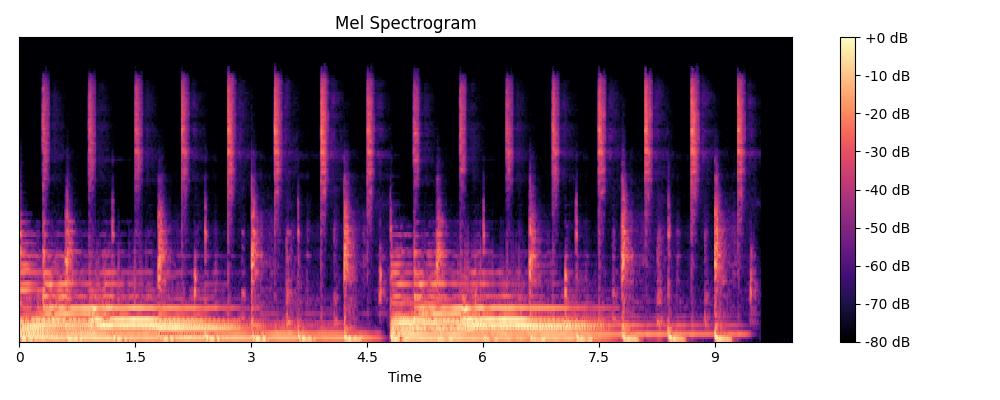 Mel Spectrogram
+0 dB
-10 dB
-20 dB
-30 dB
-40 dB
-50 dB
-60 dB
-70 dB
-80 dB
0 1.5 3 4.5 6 7.5 9
Time